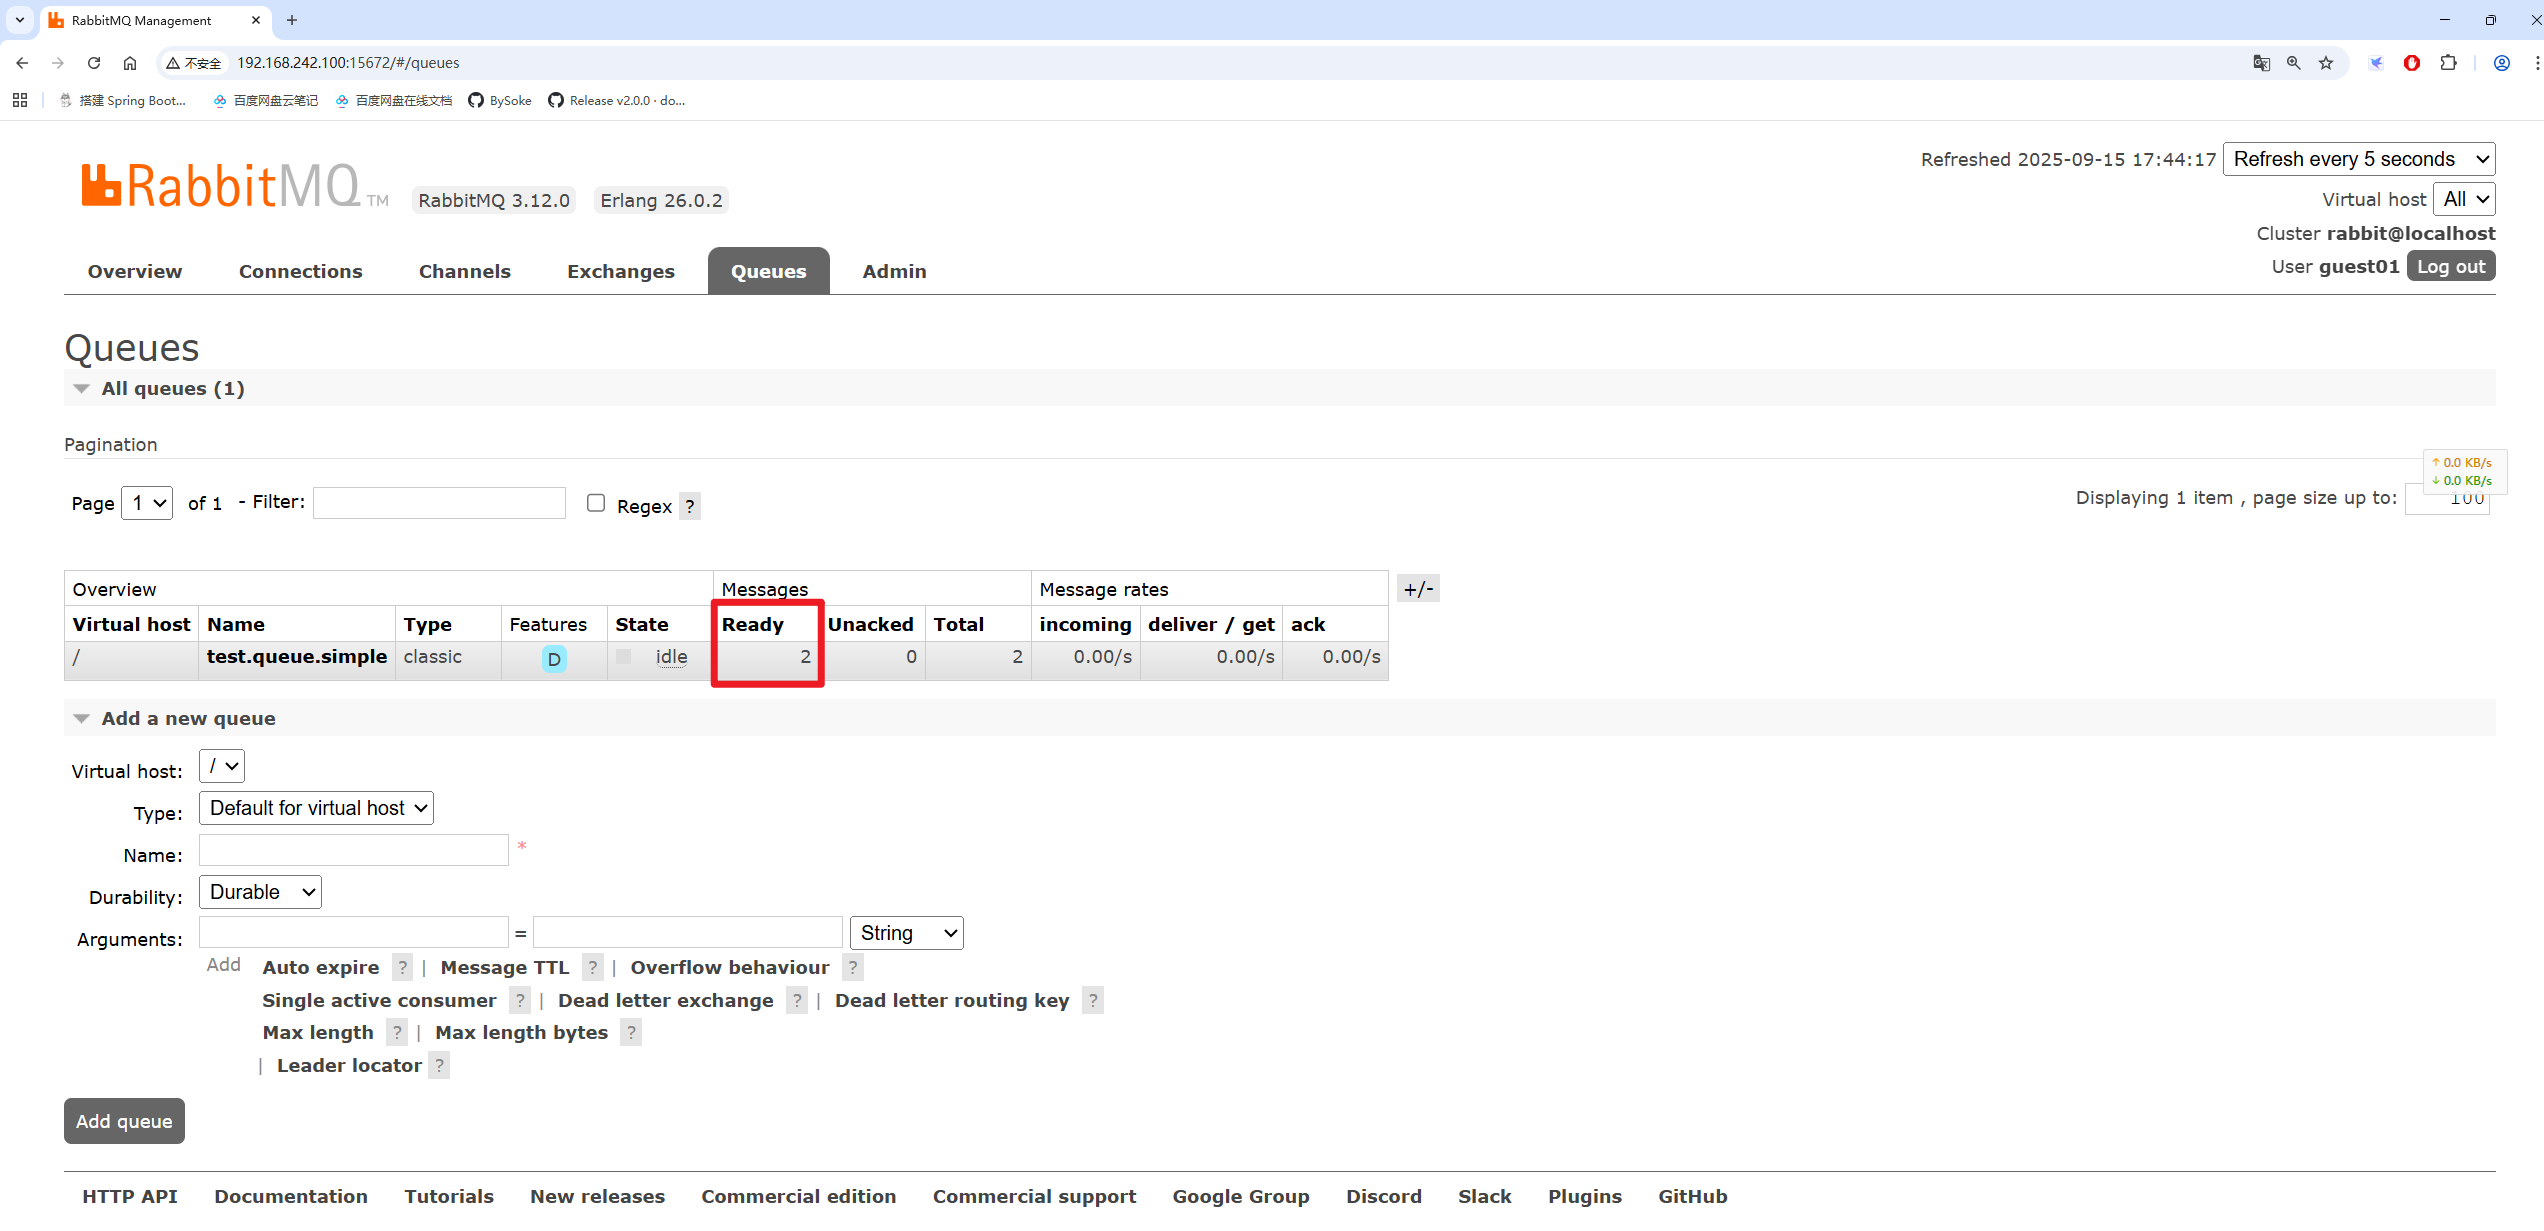 RabbitMQ Management
不安全 192.168.242.100:15672/#/queues
搭建 Spring Boot... 百度网盘云笔记 百度网盘在线文档 BySoke Release v2.0.0 · do...
RabbitMQ TM RabbitMQ 3.12.0 Erlang 26.0.2
Refreshed 2025-09-15 17:44:17 Refresh every 5 seconds
Virtual host All
Cluster rabbit@localhost
User guest01 Log out
Overview Connections Channels Exchanges Queues Admin
Queues
All queues (1)
Pagination
↑ 0.0 KB/s
↓ 0.0 KB/s
Page 1 of 1 - Filter: Regex ? Displaying 1 item , page size up to: 100
Overview Messages Message rates +/-
Virtual host Name Type Features State Ready Unacked Total incoming deliver / get ack
/ test.queue.simple classic D idle 2 0 2 0.00/s 0.00/s 0.00/s
Add a new queue
Virtual host: /
Type: Default for virtual host
Name: *
Durability: Durable
Arguments: = String
Add Auto expire ? | Message TTL ? | Overflow behaviour ?
Single active consumer ? | Dead letter exchange ? | Dead letter routing key ?
Max length ? | Max length bytes ?
| Leader locator ?
Add queue
HTTP API Documentation Tutorials New releases Commercial edition Commercial support Google Group Discord Slack Plugins GitHub